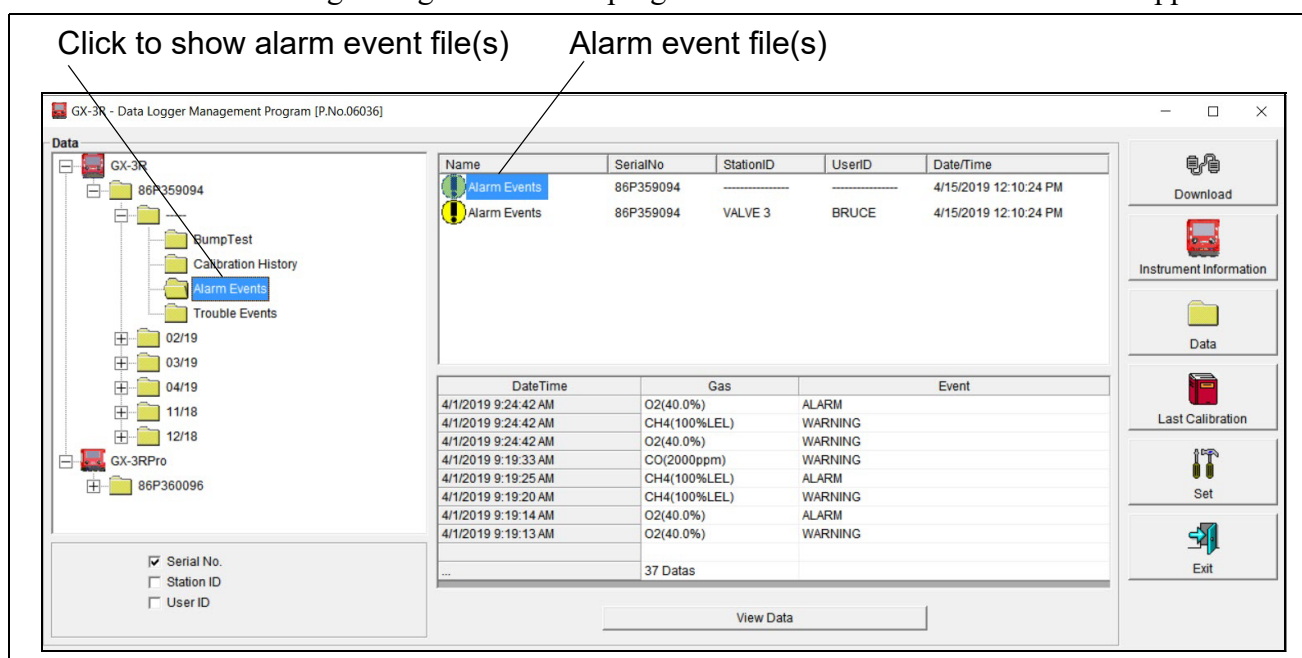 Click to show alarm event file(s) Alarm event file(s)
GX-3R - Data Logger Management Program [P.No.06036]
Data
GX-3R
86P359094
----
BumpTest
Calibration History
Alarm Events
Trouble Events
02/19
03/19
04/19
11/18
12/18
GX-3RPro
86P360096
Serial No.
Station ID
User ID
Name SerialNo StationID UserID Date/Time
Alarm Events 86P359094 ---------------- ---------------- 4/15/2019 12:10:24 PM
Alarm Events 86P359094 VALVE 3 BRUCE 4/15/2019 12:10:24 PM
DateTime Gas Event
4/1/2019 9:24:42 AM O2(40.0%) ALARM
4/1/2019 9:24:42 AM CH4(100%LEL) WARNING
4/1/2019 9:24:42 AM O2(40.0%) WARNING
4/1/2019 9:19:33 AM CO(2000ppm) WARNING
4/1/2019 9:19:25 AM CH4(100%LEL) ALARM
4/1/2019 9:19:20 AM CH4(100%LEL) WARNING
4/1/2019 9:19:14 AM O2(40.0%) ALARM
4/1/2019 9:19:13 AM O2(40.0%) WARNING
... 37 Datas
View Data
Download
Instrument Information
Data
Last Calibration
Set
Exit